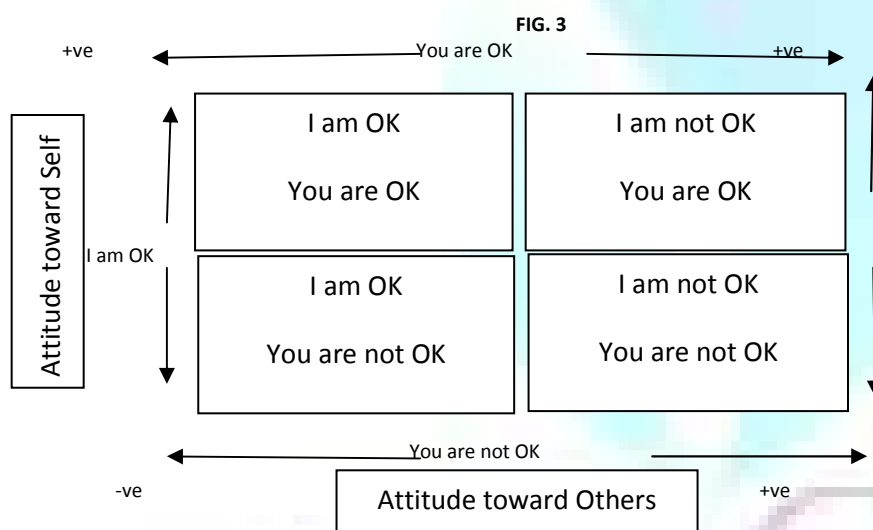 FIG. 3
+ve You are OK +ve
I am OK
You are OK
I am not OK
You are OK
Attitude toward Self
I am OK
I am OK
You are not OK
I am not OK
You are not OK
You are not OK
-ve +ve
Attitude toward Others